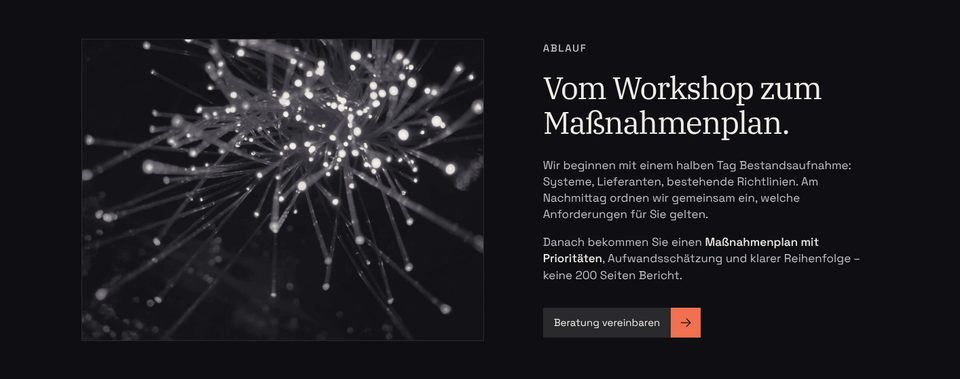 ABLAUF
Vom Workshop zum
Maßnahmenplan.
Wir beginnen mit einem halben Tag Bestandsaufnahme:
Systeme, Lieferanten, bestehende Richtlinien. Am
Nachmittag ordnen wir gemeinsam ein, welche
Anforderungen für Sie gelten.
Danach bekommen Sie einen Maßnahmenplan mit
Prioritäten, Aufwandsschätzung und klarer Reihenfolge –
keine 200 Seiten Bericht.
Beratung vereinbaren →